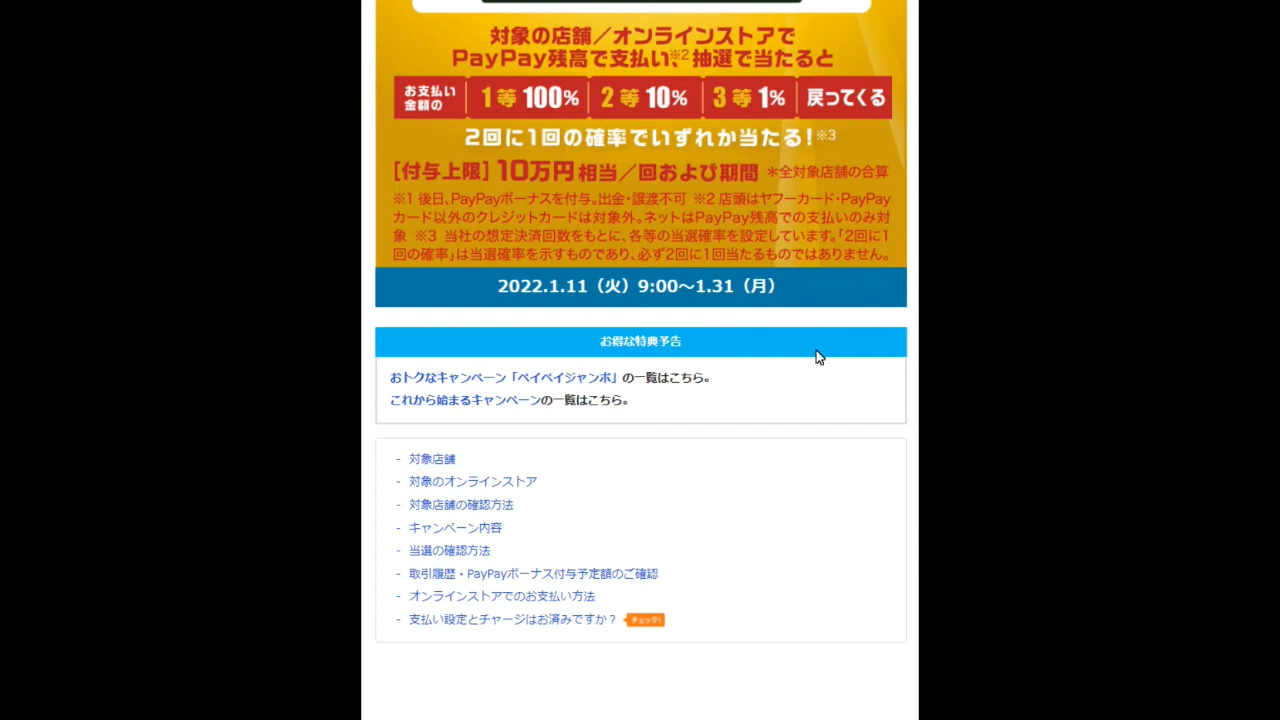 対象の店舗／オンラインストアで
PayPay残高で支払い、※2 抽選で当たると
お支払い金額の 1等 100% 2等 10% 3等 1% 戻ってくる
2回に1回の確率でいずれか当たる!※3
[付与上限] 10万円相当／回および期間 ＊全対象店舗の合算
※1 後日、PayPayボーナスを付与。出金・譲渡不可 ※2 店頭はヤフーカード・PayPay
カード以外のクレジットカードは対象外。ネットはPayPay残高での支払いのみ対
象 ※3 当社の想定決済回数をもとに、各等の当選確率を設定しています。「2回に1
回の確率」は当選確率を示すものであり、必ず2回に1回当たるものではありません。
2022.1.11（火）9:00〜1.31（月）
お得な特典予告
おトクなキャンペーン「ペイペイジャンボ」の一覧はこちら。
これから始まるキャンペーンの一覧はこちら。
- 対象店舗
- 対象のオンラインストア
- 対象店舗の確認方法
- キャンペーン内容
- 当選の確認方法
- 取引履歴・PayPayボーナス付与予定額のご確認
- オンラインストアでのお支払い方法
- 支払い設定とチャージはお済みですか？ チェック!